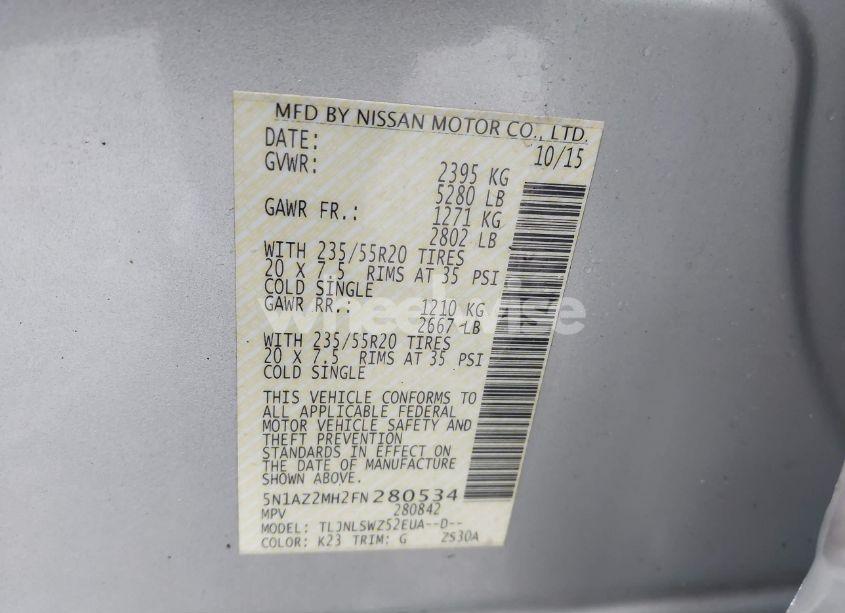 MFD BY NISSAN MOTOR CO., LTD.
DATE: 10/15
GVWR: 2395 KG
5280 LB
GAWR FR.: 1271 KG
2802 LB
WITH 235/55R20 TIRES
20 X 7.5 RIMS AT 35 PSI
COLD SINGLE
GAWR RR.: 1210 KG
2667 LB
WITH 235/55R20 TIRES
20 X 7.5 RIMS AT 35 PSI
COLD SINGLE
THIS VEHICLE CONFORMS TO
ALL APPLICABLE FEDERAL
MOTOR VEHICLE SAFETY AND
THEFT PREVENTION
STANDARDS IN EFFECT ON
THE DATE OF MANUFACTURE
SHOWN ABOVE.
5N1AZ2MH2FN280534
MPV 280842
MODEL: TLJNLSWZ52EUA--D--
COLOR: K23 TRIM: G ZS30A